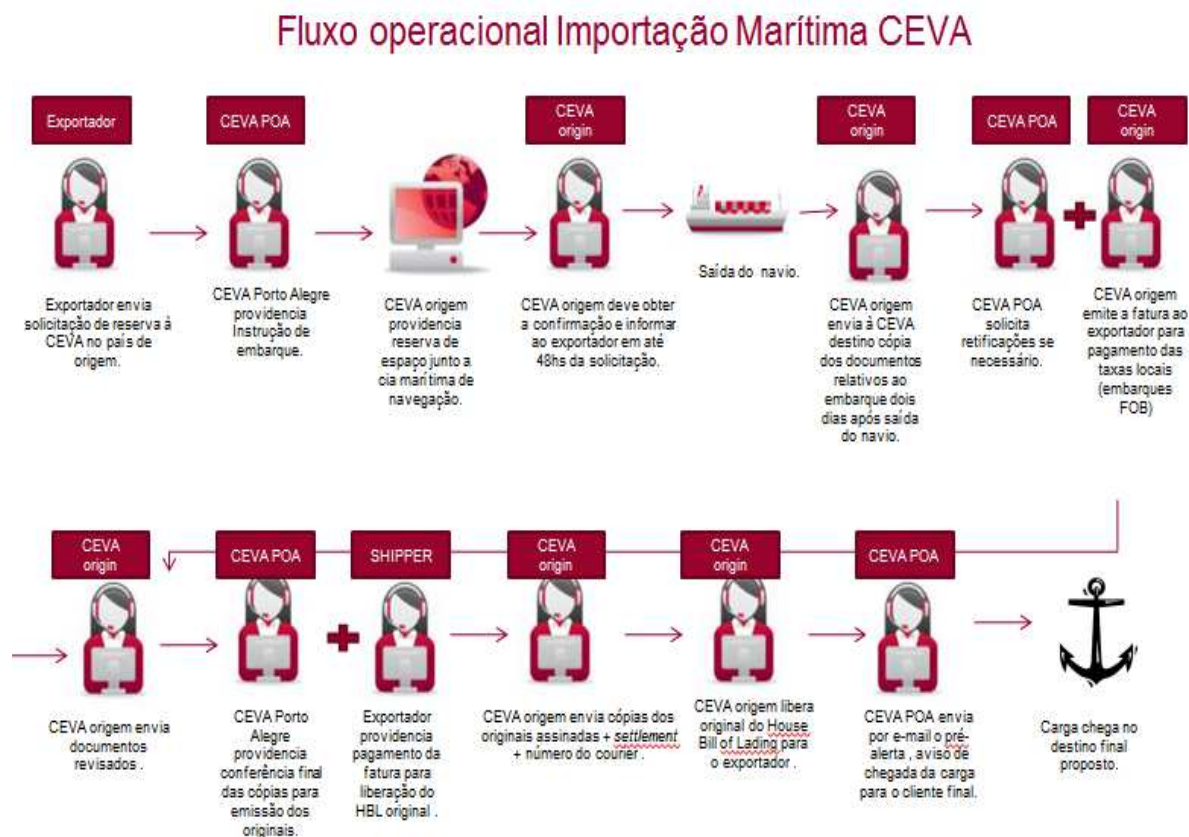 Fluxo operacional Importação Marítima CEVA
Exportador
Exportador envia
solicitação de reserva à
CEVA no país de
origem.
CEVA POA
CEVA Porto Alegre
providencia
Instrução de
embarque.
CEVA origem
providencia
reserva de
espaço junto a
cia marítima de
navegação.
CEVA
origin
CEVA origem deve obter
a confirmação e informar
ao exportador em até
48hs da solicitação.
Saída do navio.
CEVA
origin
CEVA origem
envia à CEVA
destino cópia
dos documentos
relativos ao
embarque dois
dias após saída
do navio.
CEVA POA
CEVA POA
solicita
retificações se
necessário.
CEVA
origin
CEVA origem
emite a fatura ao
exportador para
pagamento das
taxas locais
(embarques
FOB)
CEVA
origin
CEVA origem envia
documentos
revisados .
CEVA POA
CEVA Porto
Alegre
providencia
conferência final
das cópias para
emissão dos
originais.
SHIPPER
Exportador
providencia
pagamento da
fatura para
liberação do
HBL original .
CEVA
origin
CEVA origem envia cópias dos
originais assinadas + settlement
+ número do courier .
CEVA
origin
CEVA origem libera
original do House
Bill of Lading para
o exportador .
CEVA POA
CEVA POA envia
por e-mail o pré-
alerta , aviso de
chegada da carga
para o cliente final.
Carga chega no
destino final
proposto.